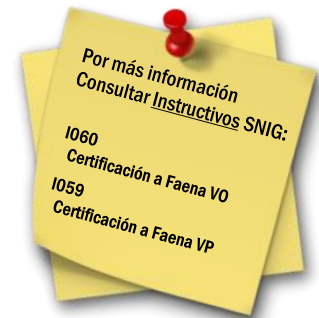 Por más información
Consultar Instructivos SNIG:
I060
Certificación a Faena VO
I059
Certificación a Faena VP